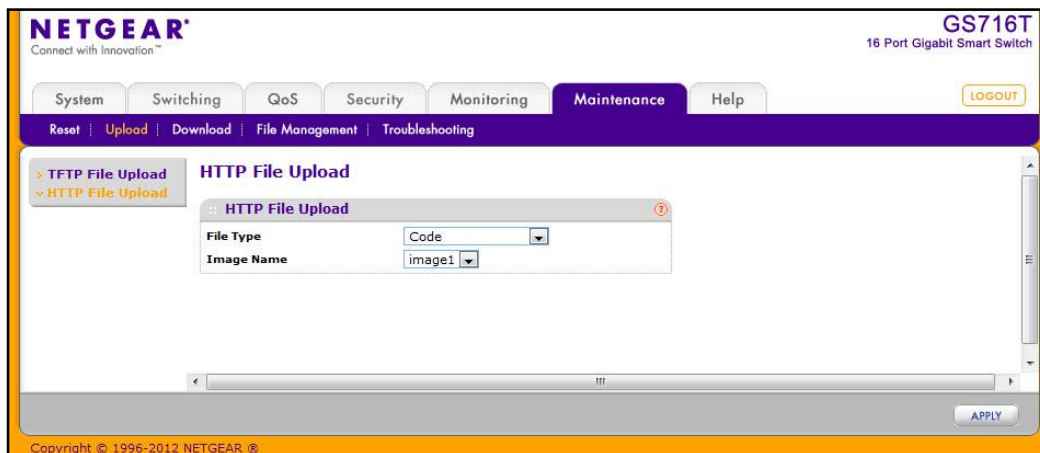 NETGEAR®
Connect with Innovation™
GS716T
16 Port Gigabit Smart Switch
System
Switching
QoS
Security
Monitoring
Maintenance
Help
LOGOUT
Reset
Upload
Download
File Management
Troubleshooting
TFTP File Upload
HTTP File Upload
HTTP File Upload
HTTP File Upload
?
File Type
Code
Image Name
image1
APPLY
Copyright © 1996-2012 NETGEAR ®